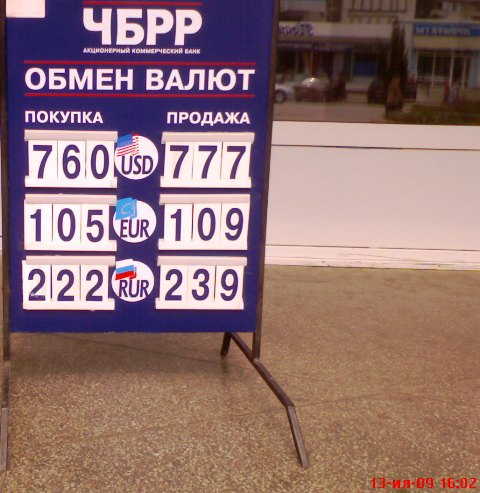 ЧБРР
АКЦИОНЕРНЫЙ КОММЕРЧЕСКИЙ БАНК
ОБМЕН ВАЛЮТ
ПОКУПКА ПРОДАЖА
760 USD 777
105 EUR 109
222 RUR 239
13-ил-09 16:02